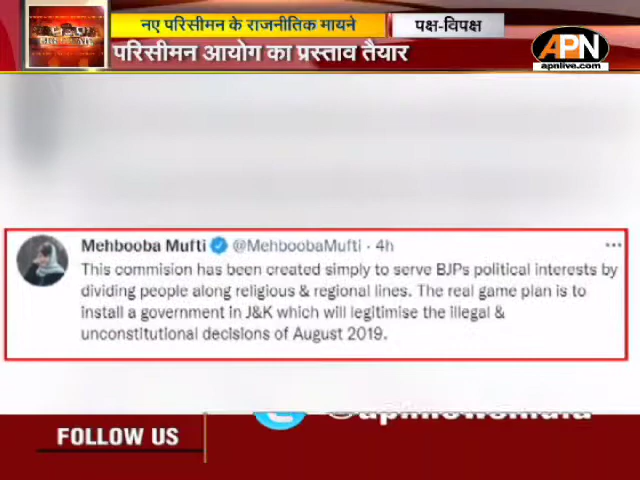 नए परिसीमन के राजनीतिक मायने
पक्ष-विपक्ष
परिसीमन आयोग का प्रस्ताव तैयार
APN
apnlive.com
Mehbooba Mufti @MehboobaMufti · 4h
This commision has been created simply to serve BJPs political interests by
dividing people along religious & regional lines. The real game plan is to
install a government in J&K which will legitimise the illegal &
unconstitutional decisions of August 2019.
FOLLOW US